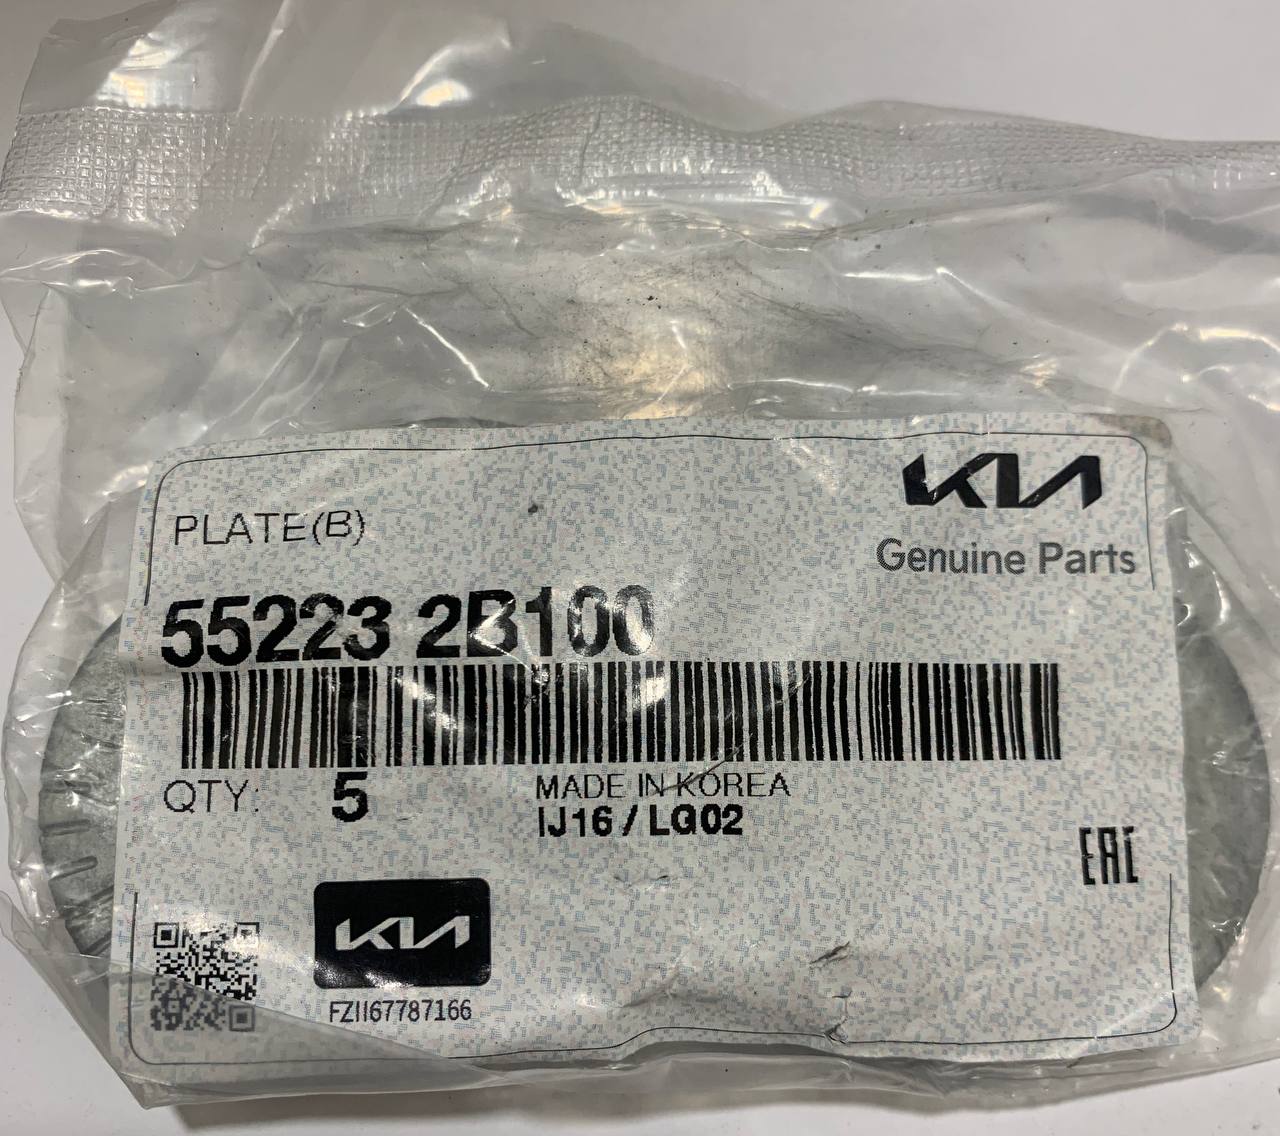 KIA
Genuine Parts
PLATE(B)
55223 2B100
QTY: 5
MADE IN KOREA
IJ16 / LG02
EAC
KIA
FZII67787166